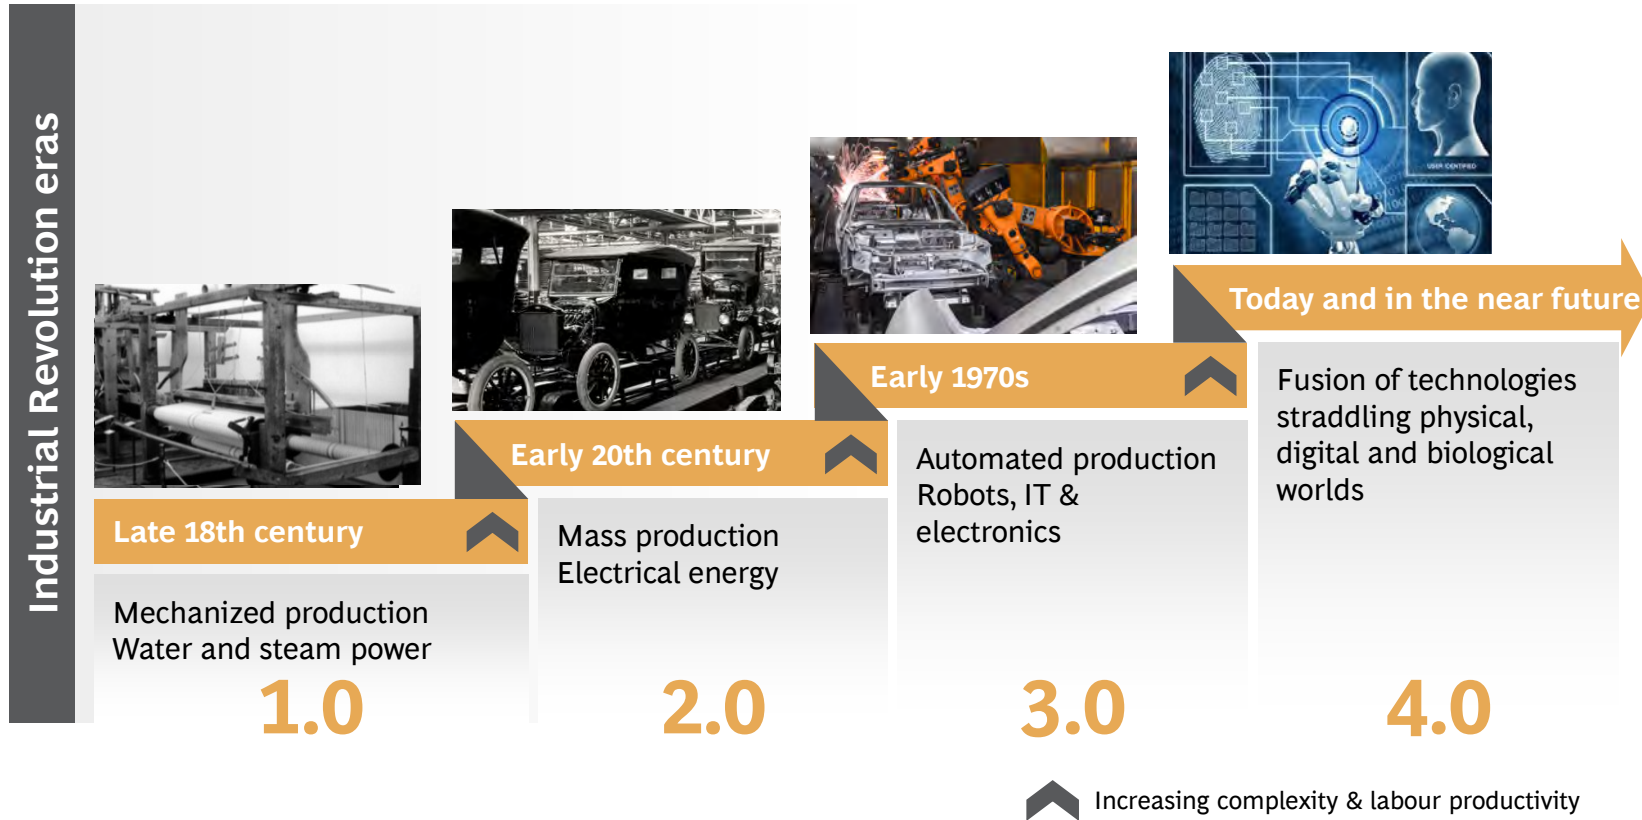 Industrial Revolution eras
Late 18th century
Mechanized production
Water and steam power
1.0
Early 20th century
Mass production
Electrical energy
2.0
Early 1970s
Automated production
Robots, IT &
electronics
3.0
USER IDENTIFIED
Today and in the near future
Fusion of technologies
straddling physical,
digital and biological
worlds
4.0
Increasing complexity & labour productivity